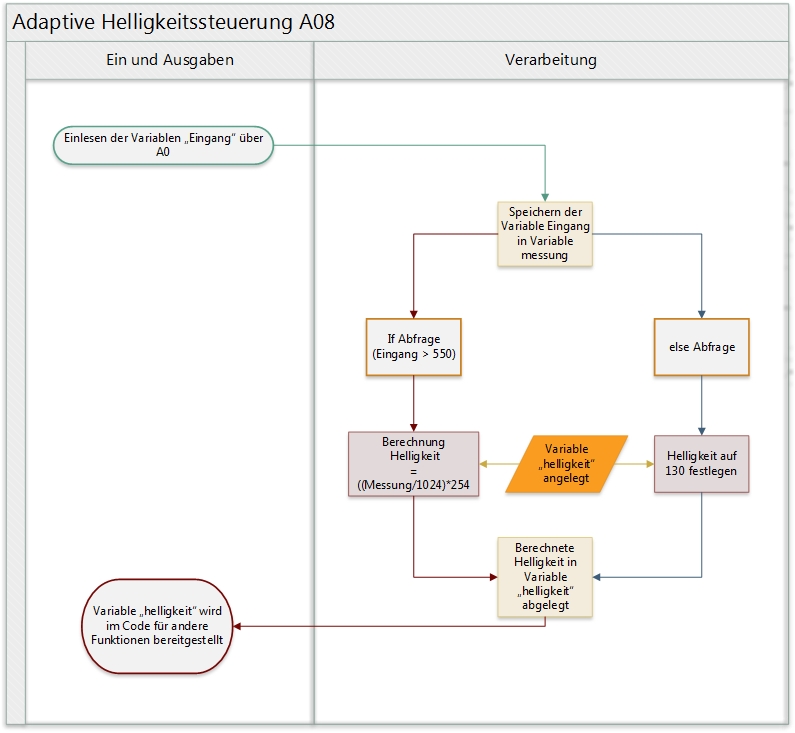 Adaptive Helligkeitssteuerung A08
Ein und Ausgaben
Verarbeitung
Einlesen der Variablen „Eingang“ über
A0
Speichern der
Variable Eingang
in Variable
messung
If Abfrage
(Eingang > 550)
else Abfrage
Berechnung
Helligkeit
=
((Messung/1024)*254
Variable
„helligkeit“
angelegt
Helligkeit auf
130 festlegen
Berechnete
Helligkeit in
Variable
„helligkeit“
abgelegt
Variable „helligkeit“ wird
im Code für andere
Funktionen bereitgestellt